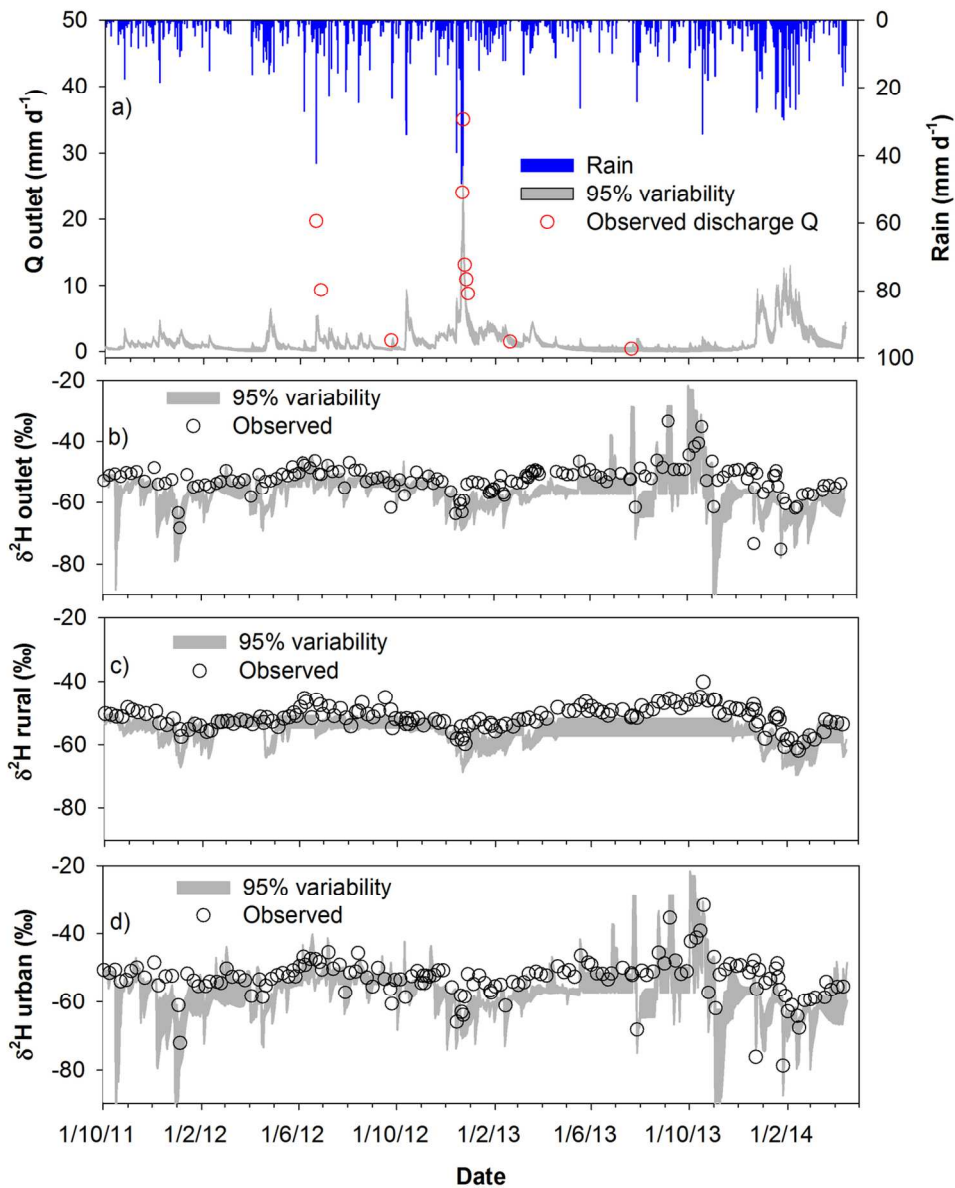 50 0
40 20
30 40
20 60
10 80
0 100
a)
Q outlet (mm d⁻¹)
Rain (mm d⁻¹)
Rain
95% variability
Observed discharge Q
-20
-40
-60
-80
b)
δ²H outlet (‰)
95% variability
Observed
-20
-40
-60
-80
c)
δ²H rural (‰)
95% variability
Observed
-20
-40
-60
-80
d)
δ²H urban (‰)
95% variability
Observed
1/10/11 1/2/12 1/6/12 1/10/12 1/2/13 1/6/13 1/10/13 1/2/14
Date